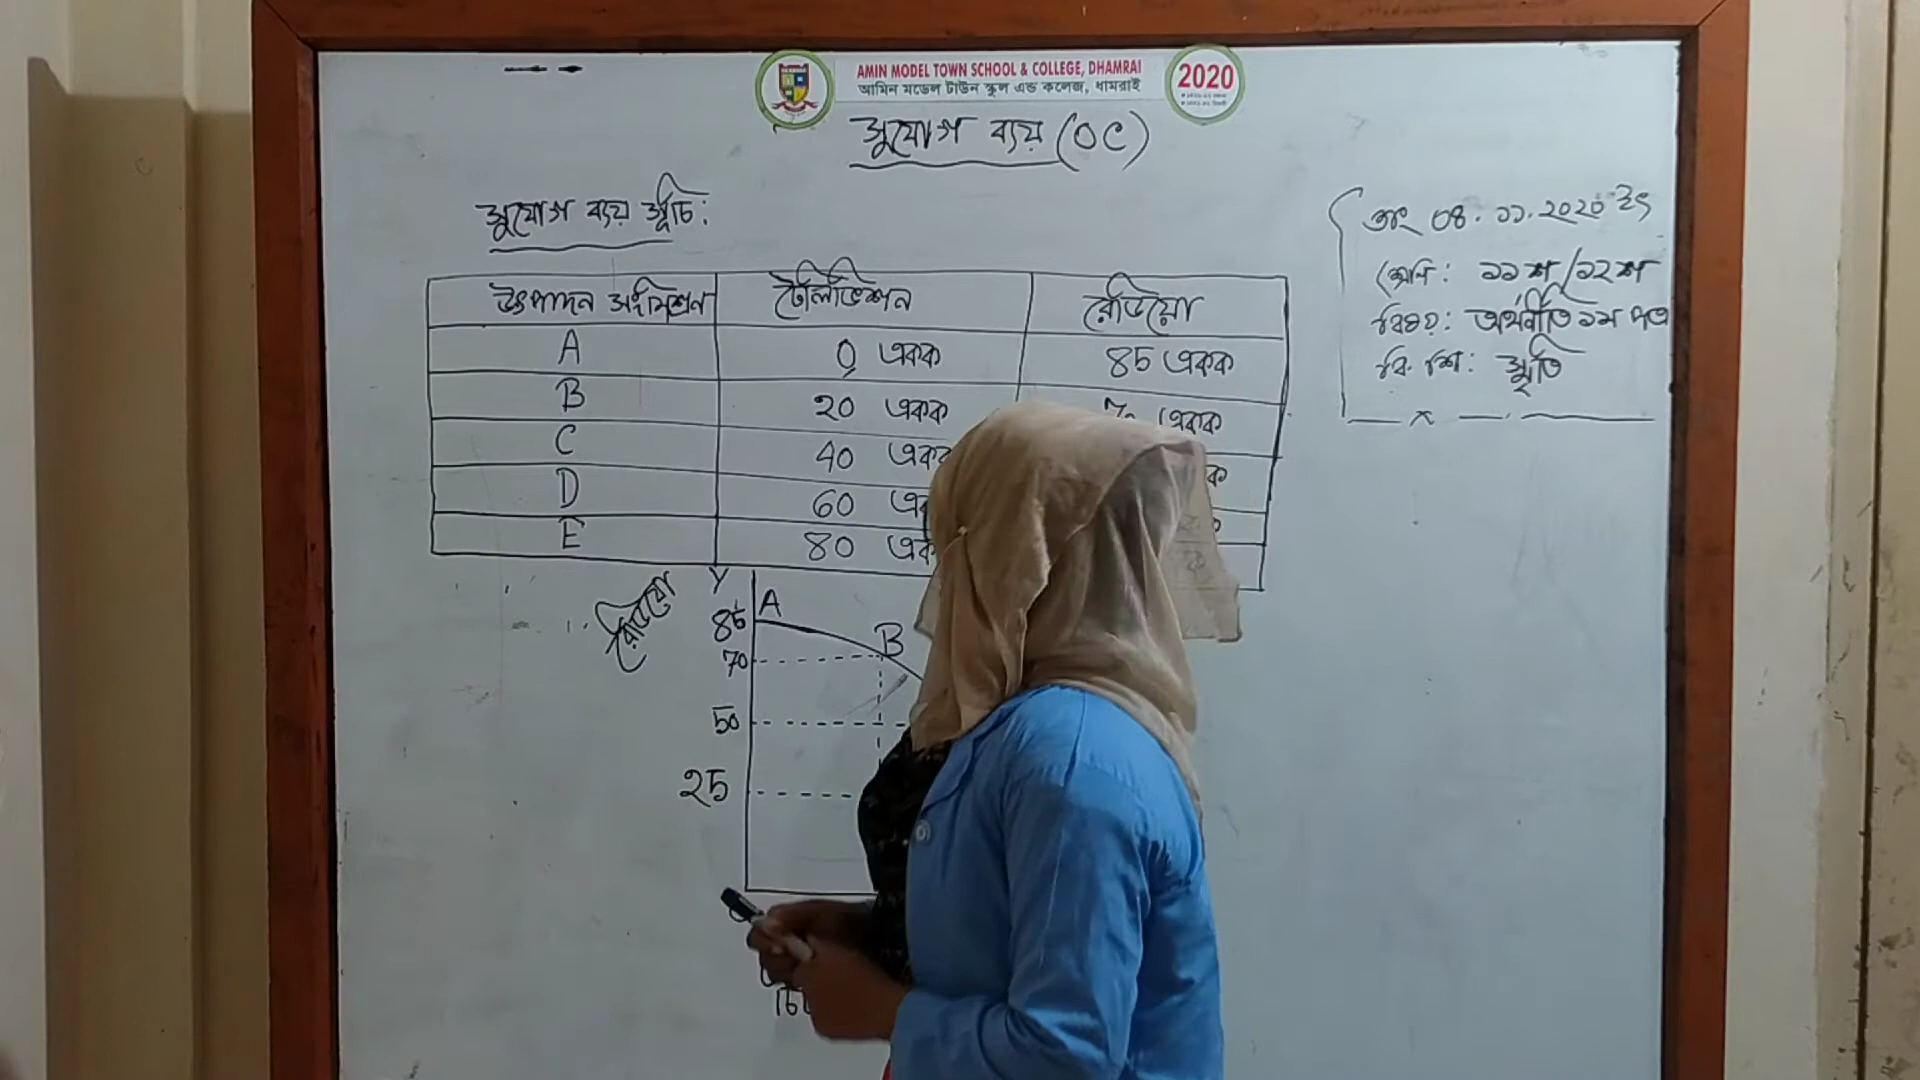 AMIN MODEL TOWN SCHOOL & COLLEGE, DHAMRAI
আমিন মডেল টাউন স্কুল এন্ড কলেজ, ধামরাই
2020
সুযোগ ব্যয় (OC)
সুযোগ ব্যয় সূচি:
তাং ০৪.১১.২০২০ ইং
শ্রেণি: ১১শ/১২শ
বিষয়: অর্থনীতি ১ম পত্র
বি. শি: স্মৃতি
উৎপাদন সংমিশ্রন টেলিভিশন রেডিয়ো
A 0 একক 85 একক
B 20 একক একক
C 40 একক
D 60
E 80
রেডিয়ো
Y
A
85
B
70
50
25